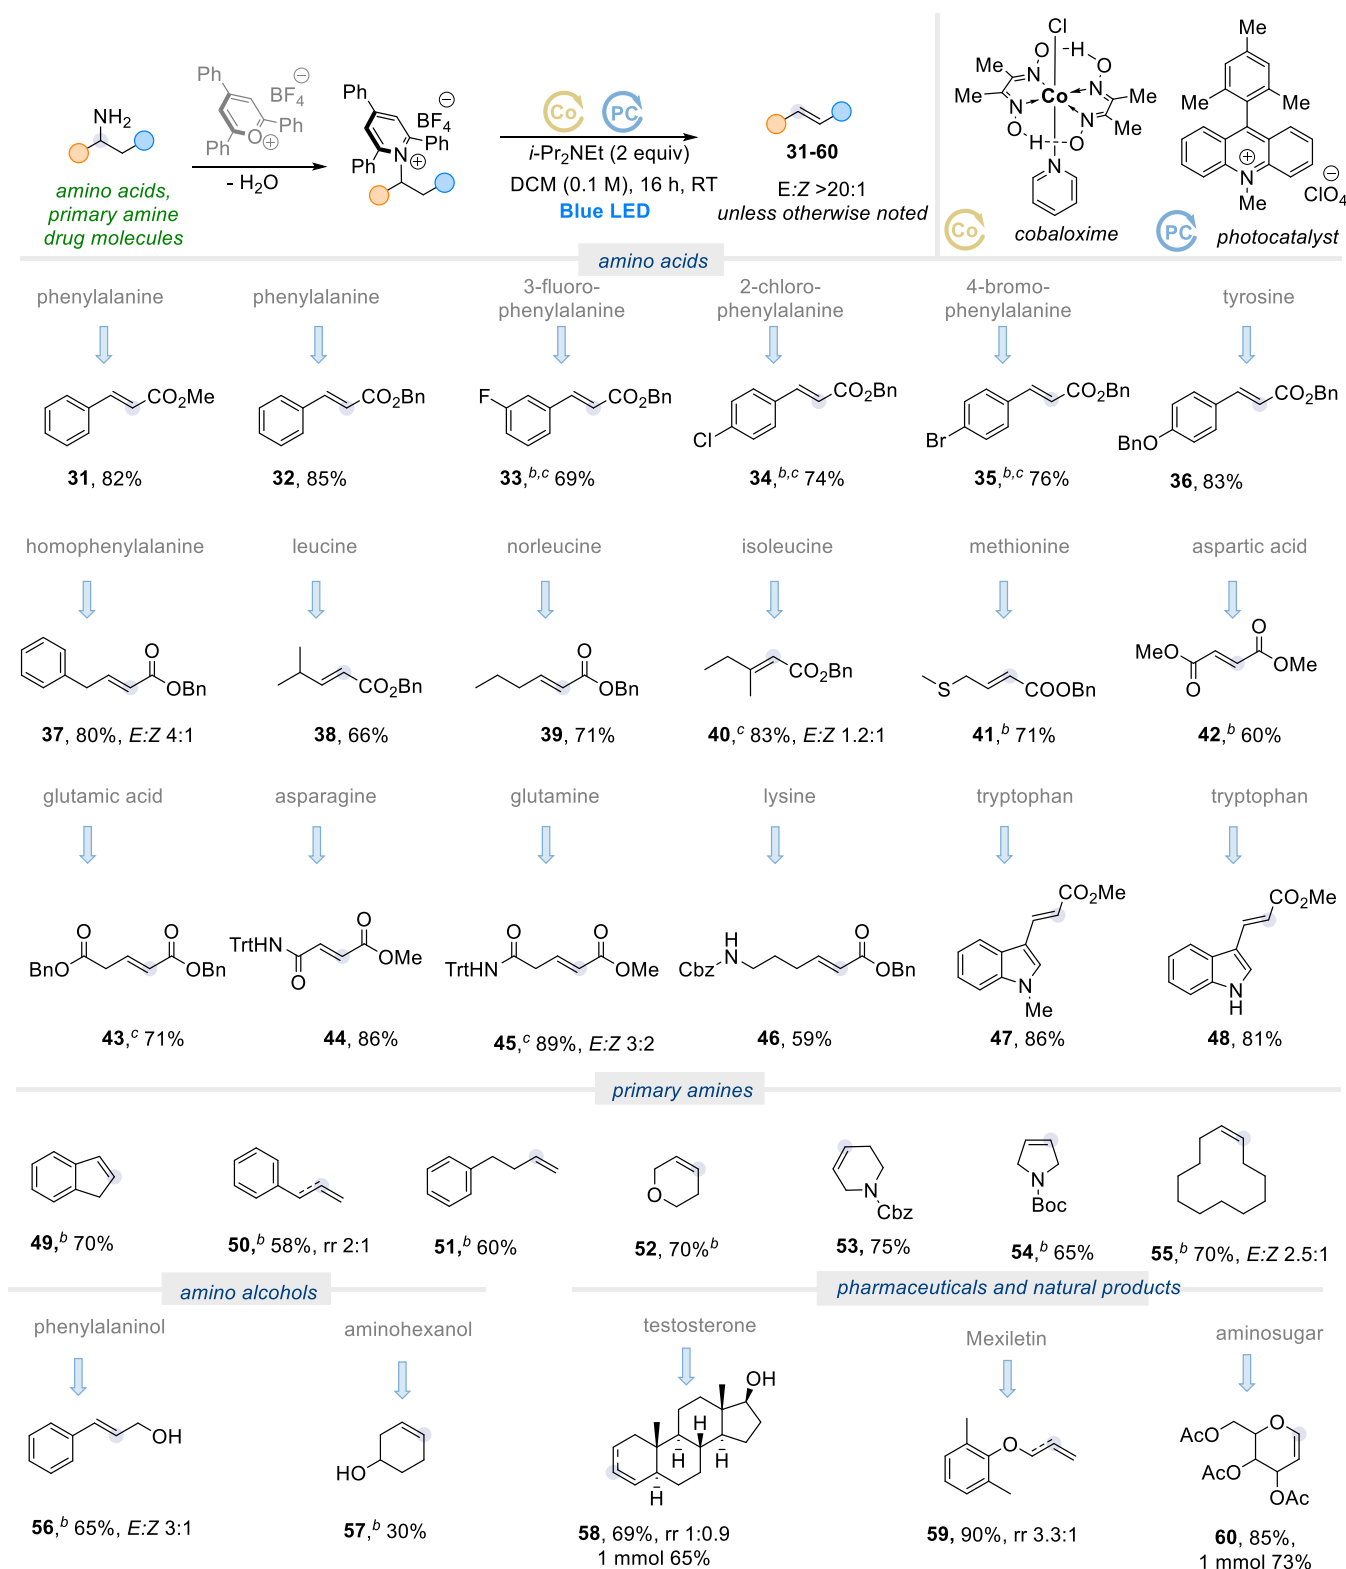 NH2
Ph
Ph
O
Ph
BF4
- H2O
amino acids,
primary amine
drug molecules
Ph
Ph
N
Ph
BF4
Co
PC
i-Pr2NEt (2 equiv)
DCM (0.1 M), 16 h, RT
Blue LED
31-60
E:Z >20:1
unless otherwise noted
Cl
O
H
O
Me
N
N
Me
Me
Co
N
N
Me
O
H
O
N
Co
cobaloxime
Me
Me
Me
N
Me
ClO4
PC
photocatalyst
amino acids
phenylalanine
phenylalanine
3-fluoro-
phenylalanine
2-chloro-
phenylalanine
4-bromo-
phenylalanine
tyrosine
CO2Me
CO2Bn
F
CO2Bn
Cl
CO2Bn
Br
CO2Bn
BnO
CO2Bn
31, 82%
32, 85%
33,b,c 69%
34,b,c 74%
35,b,c 76%
36, 83%
homophenylalanine
leucine
norleucine
isoleucine
methionine
aspartic acid
O
OBn
CO2Bn
O
OBn
CO2Bn
S
COOBn
MeO
O
O
OMe
37, 80%, E:Z 4:1
38, 66%
39, 71%
40,c 83%, E:Z 1.2:1
41,b 71%
42,b 60%
glutamic acid
asparagine
glutamine
lysine
tryptophan
tryptophan
O
BnO
O
OBn
TrtHN
O
O
OMe
O
TrtHN
O
OMe
H
N
Cbz
O
OBn
CO2Me
N
Me
CO2Me
N
H
43,c 71%
44, 86%
45,c 89%, E:Z 3:2
46, 59%
47, 86%
48, 81%
primary amines
O
N
Cbz
N
Boc
49,b 70%
50,b 58%, rr 2:1
51,b 60%
52, 70%b
53, 75%
54,b 65%
55,b 70%, E:Z 2.5:1
amino alcohols
pharmaceuticals and natural products
phenylalaninol
aminohexanol
testosterone
Mexiletin
aminosugar
OH
HO
OH
H
H
H
H
O
AcO
O
AcO
OAc
56,b 65%, E:Z 3:1
57,b 30%
58, 69%, rr 1:0.9
1 mmol 65%
59, 90%, rr 3.3:1
60, 85%,
1 mmol 73%